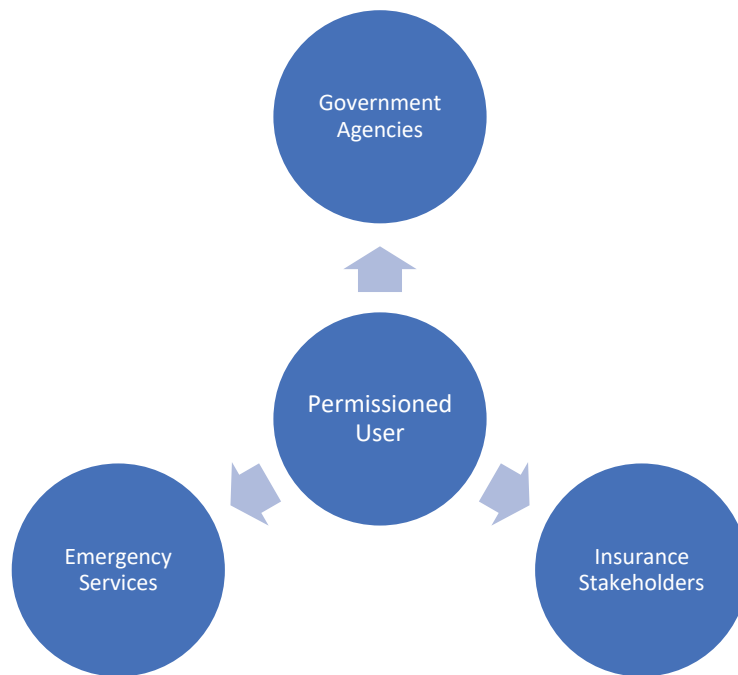 Government
Agencies
Permissioned
User
Emergency
Services
Insurance
Stakeholders